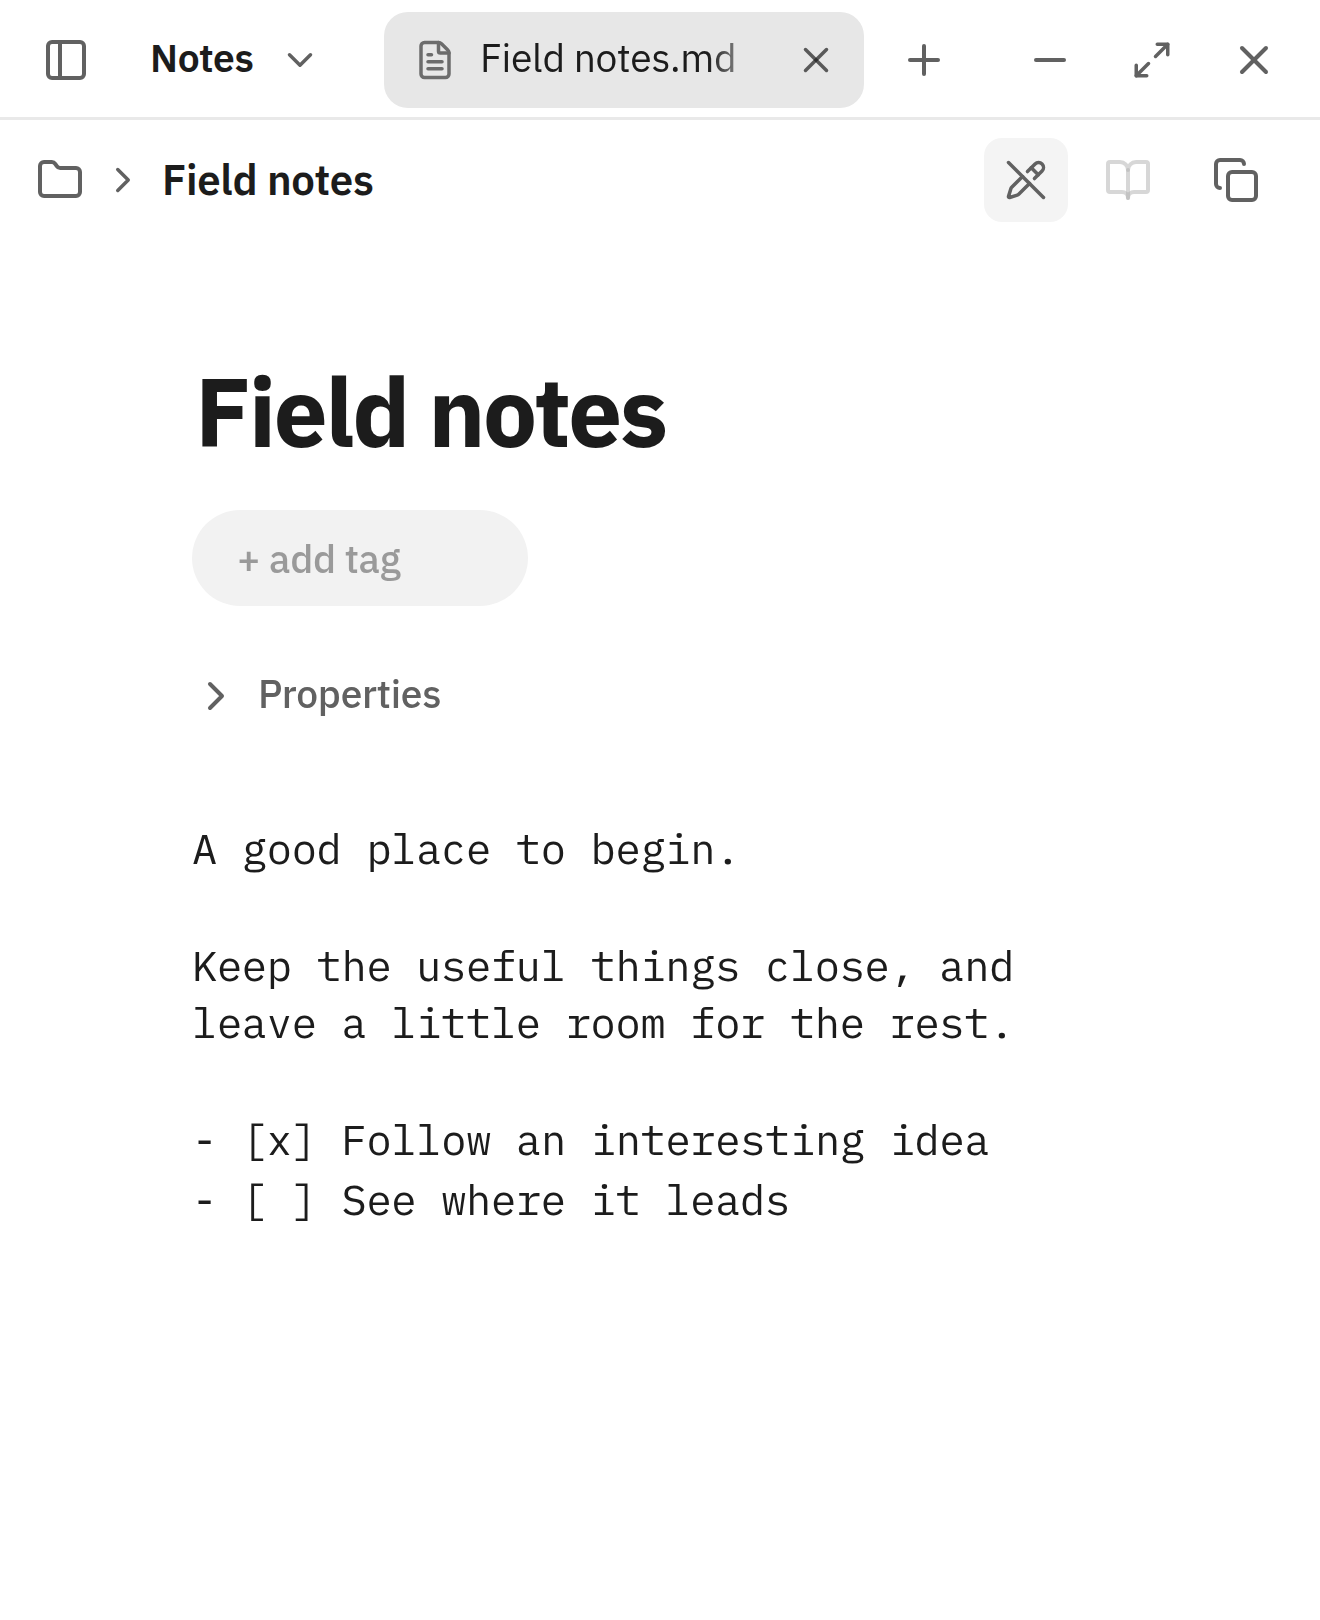 Notes
Field notes.md
Field notes
Field notes
+ add tag
Properties
A good place to begin.
Keep the useful things close, and
leave a little room for the rest.
- [x] Follow an interesting idea
- [ ] See where it leads